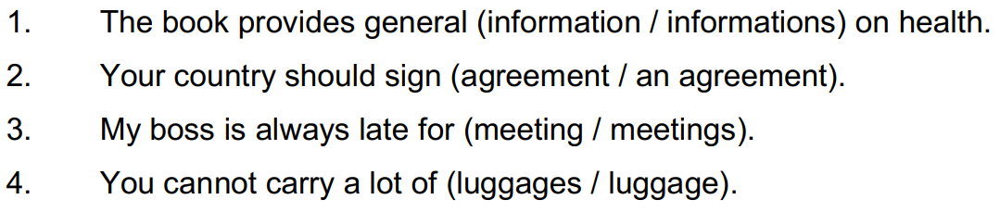 1. The book provides general (information / informations) on health.
2. Your country should sign (agreement / an agreement).
3. My boss is always late for (meeting / meetings).
4. You cannot carry a lot of (luggages / luggage).